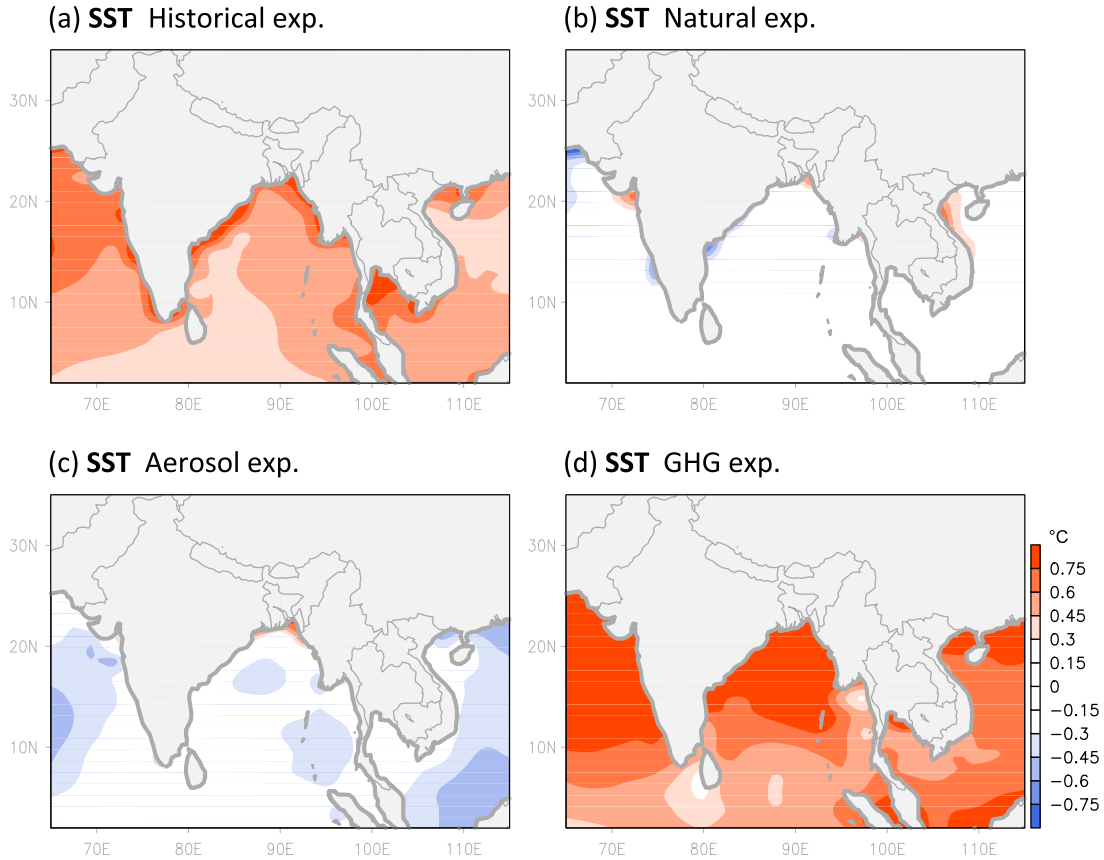 (a) SST Historical exp.
(b) SST Natural exp.
30N
20N
10N
70E 80E 90E 100E 110E
30N
20N
10N
70E 80E 90E 100E 110E
(c) SST Aerosol exp.
(d) SST GHG exp.
30N
20N
10N
70E 80E 90E 100E 110E
30N
20N
10N
70E 80E 90E 100E 110E
°C
0.75
0.6
0.45
0.3
0.15
0
−0.15
−0.3
−0.45
−0.6
−0.75